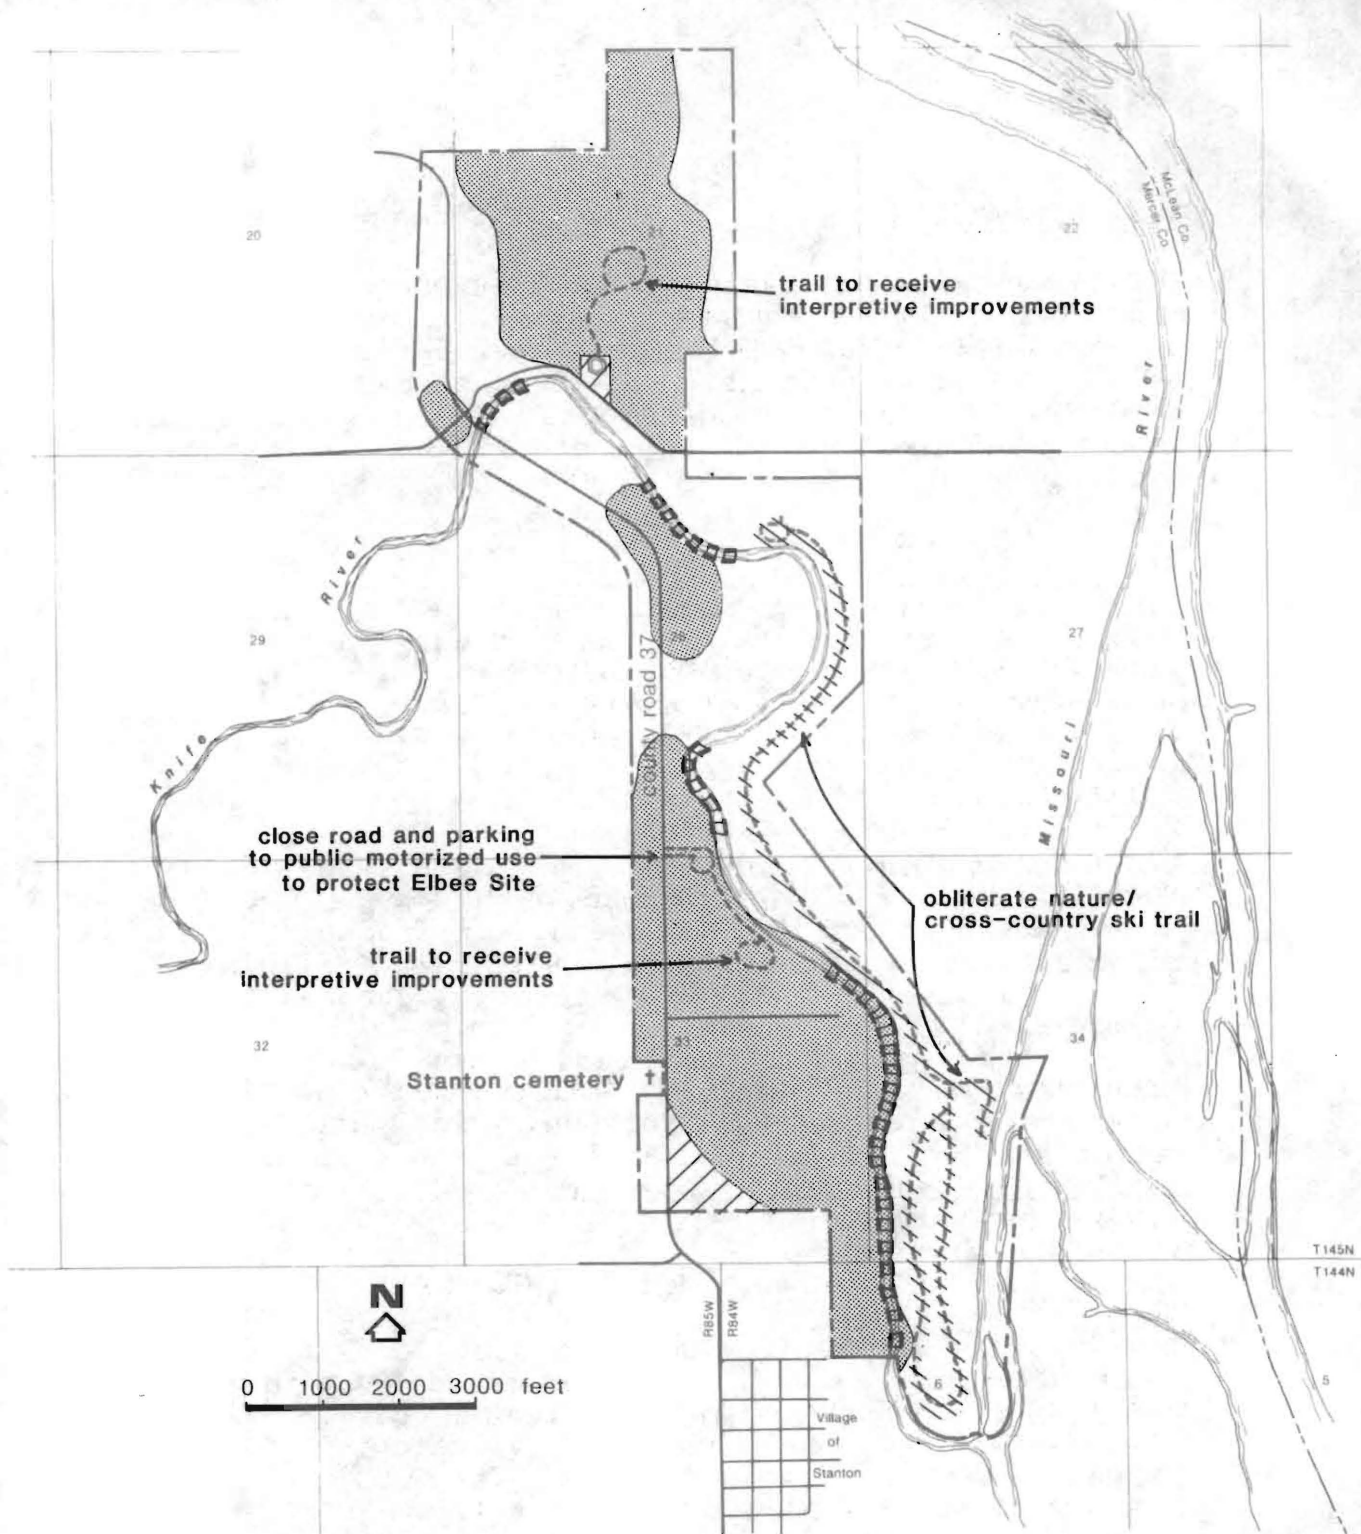 20
21
22
McLean Co.
Mercer Co.
trail to receive
interpretive improvements
River
River
29
28
27
county road 37
Knife
Missouri
close road and parking
to public motorized use
to protect Elbee Site
obliterate nature/
cross-country ski trail
trail to receive
interpretive improvements
32
33
34
Stanton cemetery
T145N
T144N
N
R85W
R84W
0 1000 2000 3000 feet
6
5
Village
of
Stanton